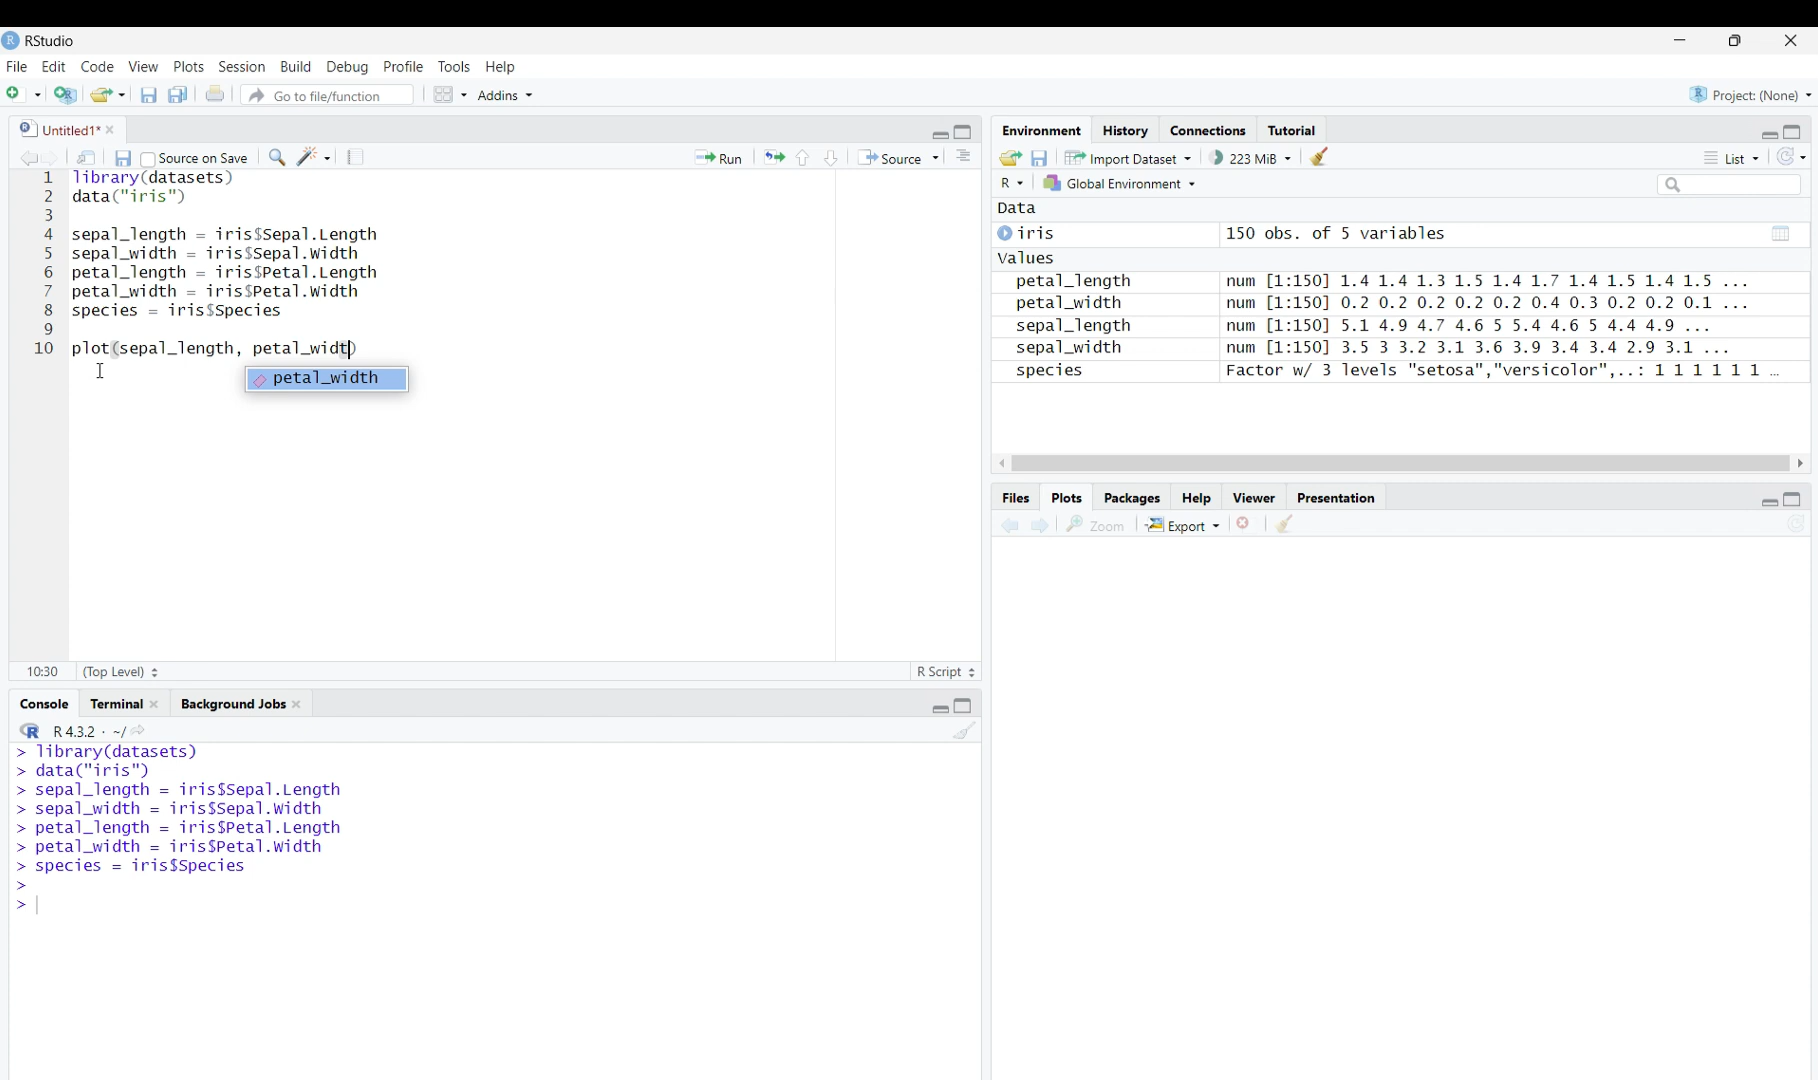 RStudio
File Edit Code View Plots Session Build Debug Profile Tools Help
Go to file/function Addins Project: (None)
Untitled1*
Source on Save Run Source
1 library(datasets)
2 data("iris")
3
4 sepal_length = iris$Sepal.Length
5 sepal_width = iris$Sepal.Width
6 petal_length = iris$Petal.Length
7 petal_width = iris$Petal.Width
8 species = iris$Species
9
10 plot(sepal_length, petal_widt)
petal_width
10:30 (Top Level) R Script
Console Terminal Background Jobs
R 4.3.2 · ~/
> library(datasets)
> data("iris")
> sepal_length = iris$Sepal.Length
> sepal_width = iris$Sepal.Width
> petal_length = iris$Petal.Length
> petal_width = iris$Petal.Width
> species = iris$Species
>
>
Environment History Connections Tutorial
Import Dataset 223 MiB List
R Global Environment
Data
iris 150 obs. of 5 variables
Values
petal_length num [1:150] 1.4 1.4 1.3 1.5 1.4 1.7 1.4 1.5 1.4 1.5 ...
petal_width num [1:150] 0.2 0.2 0.2 0.2 0.2 0.4 0.3 0.2 0.2 0.1 ...
sepal_length num [1:150] 5.1 4.9 4.7 4.6 5 5.4 4.6 5 4.4 4.9 ...
sepal_width num [1:150] 3.5 3 3.2 3.1 3.6 3.9 3.4 3.4 2.9 3.1 ...
species Factor w/ 3 levels "setosa","versicolor",..: 1 1 1 1 1 1 …
Files Plots Packages Help Viewer Presentation
Zoom Export